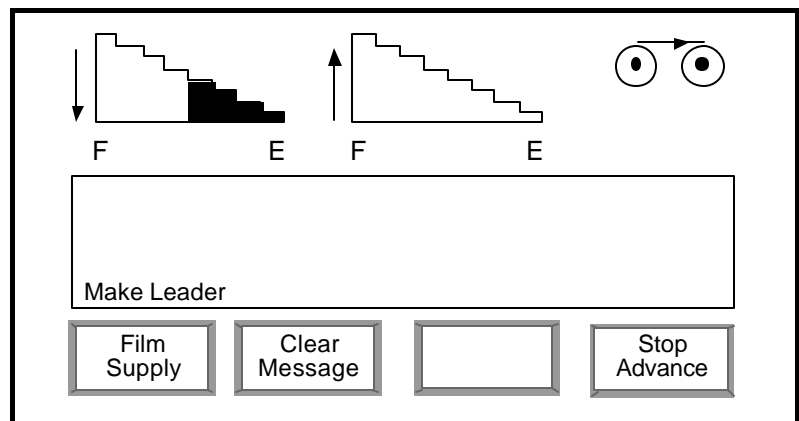 F E F E
Make Leader
Film
Supply
Clear
Message
Stop
Advance